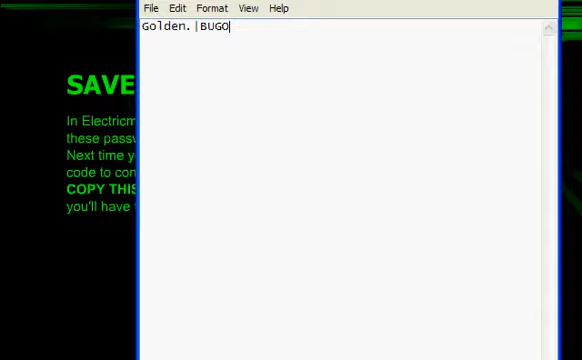 File Edit Format View Help
Golden.|BUGO
SAVE
In Electricm
these passw
Next time y
code to con
COPY THIS
you'll have